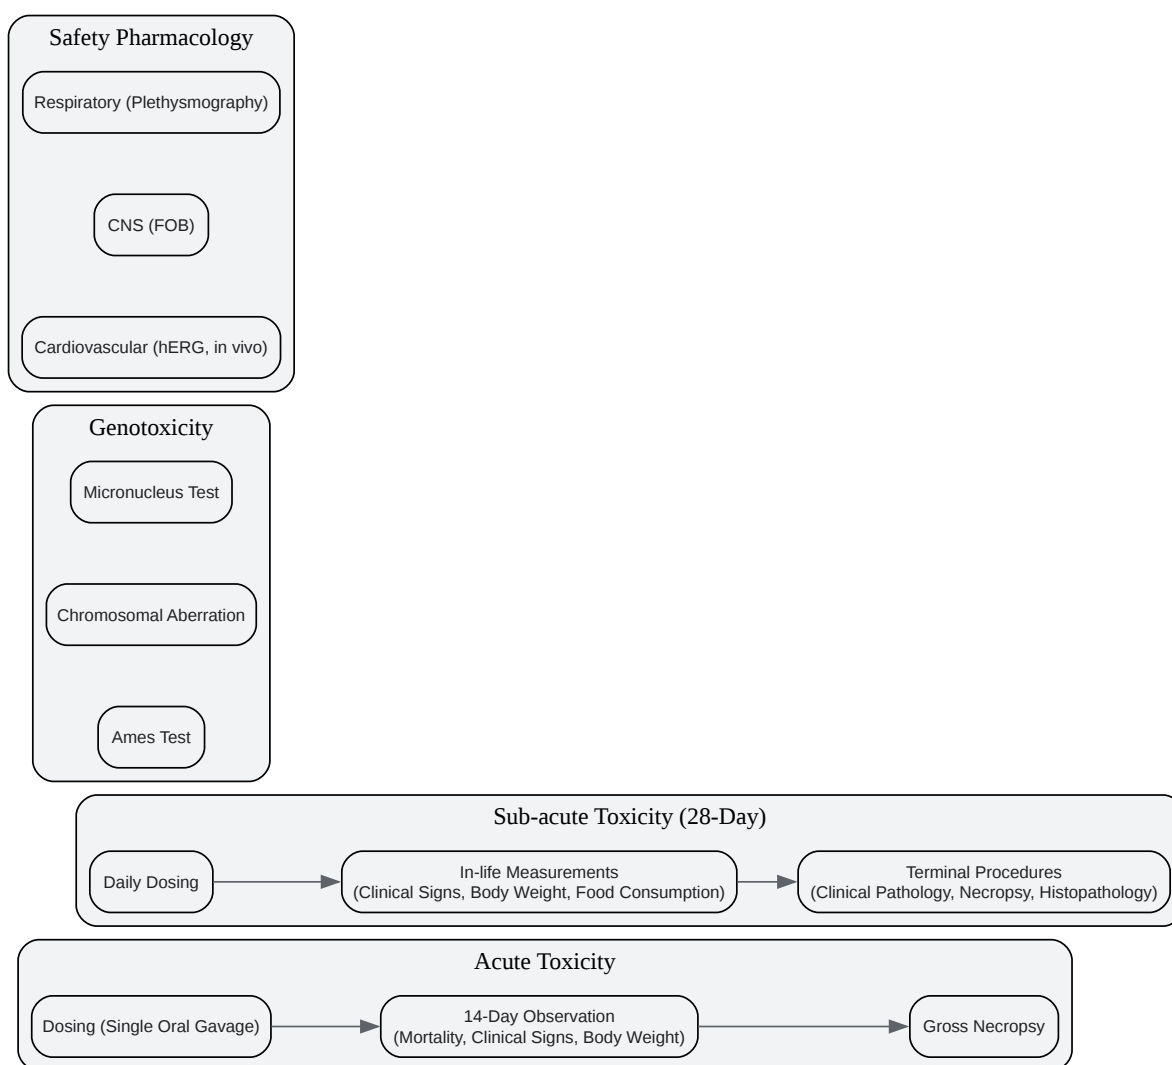 Safety Pharmacology
Respiratory (Plethysmography)
CNS (FOB)
Cardiovascular (hERG, in vivo)
Genotoxicity
Micronucleus Test
Chromosomal Aberration
Ames Test
Sub-acute Toxicity (28-Day)
Daily Dosing
In-life Measurements
(Clinical Signs, Body Weight, Food Consumption)
Terminal Procedures
(Clinical Pathology, Necropsy, Histopathology)
Acute Toxicity
Dosing (Single Oral Gavage)
14-Day Observation
(Mortality, Clinical Signs, Body Weight)
Gross Necropsy